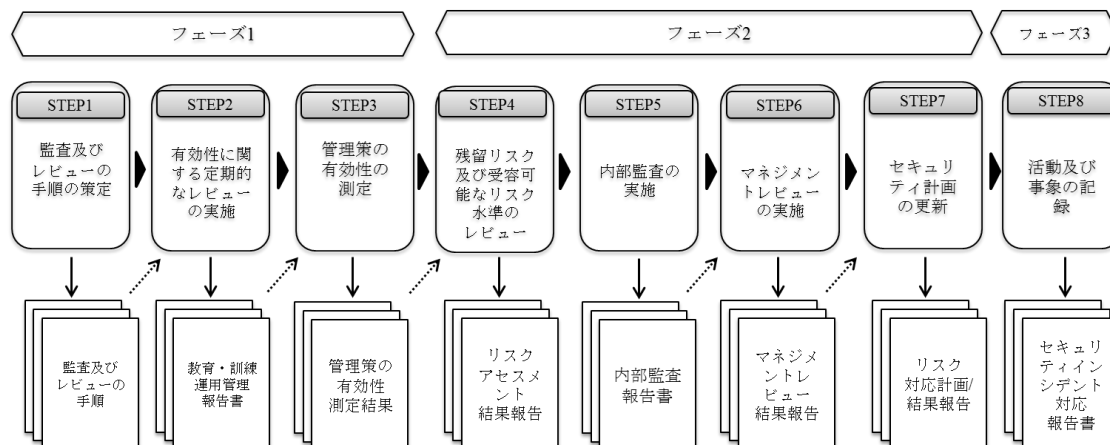 フェーズ1
フェーズ2
フェーズ3
STEP1
監査及び
レビューの
手順の策定
STEP2
有効性に関
する定期的
なレビュー
の実施
STEP3
管理策の
有効性の
測定
STEP4
残留リスク
及び受容可
能なリスク
水準の
レビュー
STEP5
内部監査
の実施
STEP6
マネジメン
トレビュー
の実施
STEP7
セキュリ
ティ計画
の更新
STEP8
活動及び
事象の記
録
監査及び
レビューの
手順
教育・訓練
運用管理
報告書
管理策の
有効性
測定結果
リスク
アセスメ
ント
結果報告
内部監査
報告書
マネジメ
ントレ
ビュー
結果報告
リスク
対応計画/
結果報告
セキュリ
ティイン
シデント
対応
報告書